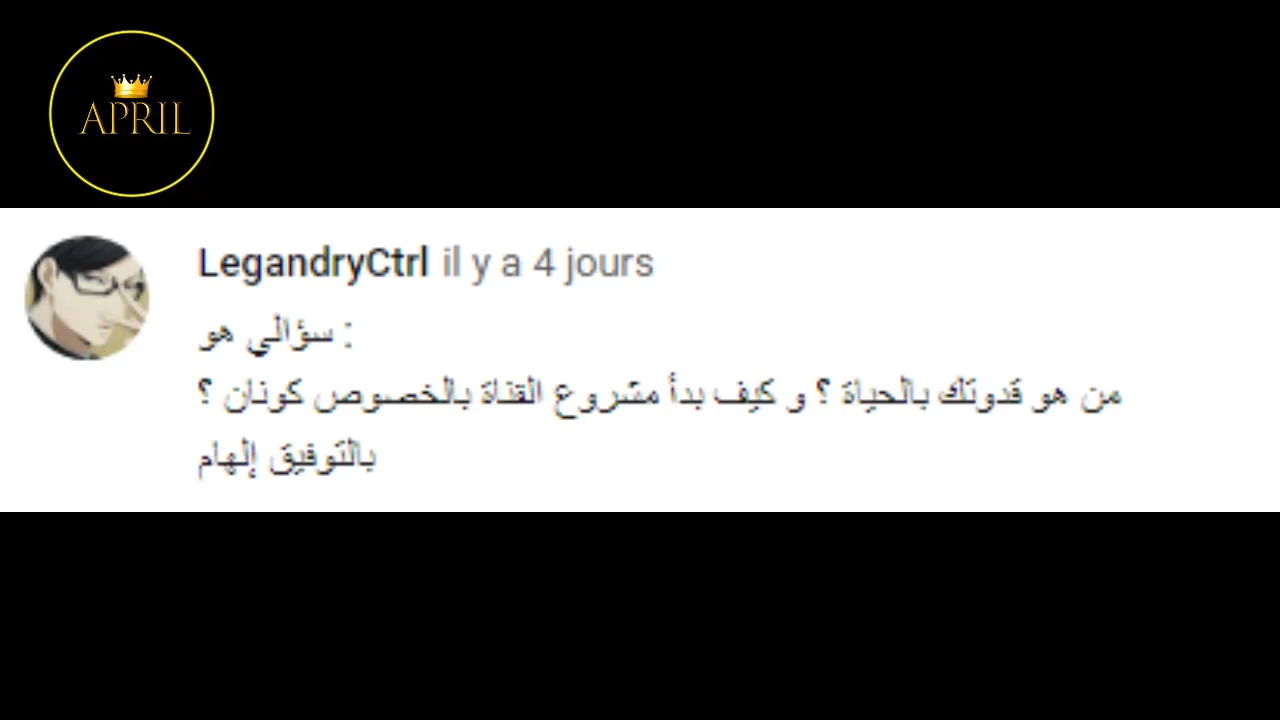 APRIL
LegandryCtrl il y a 4 jours
سؤالي هو :
من هو قدوتك بالحياة ؟ و كيف بدأ مشروع القناة بالخصوص كونان ؟
بالتوفيق إلهام